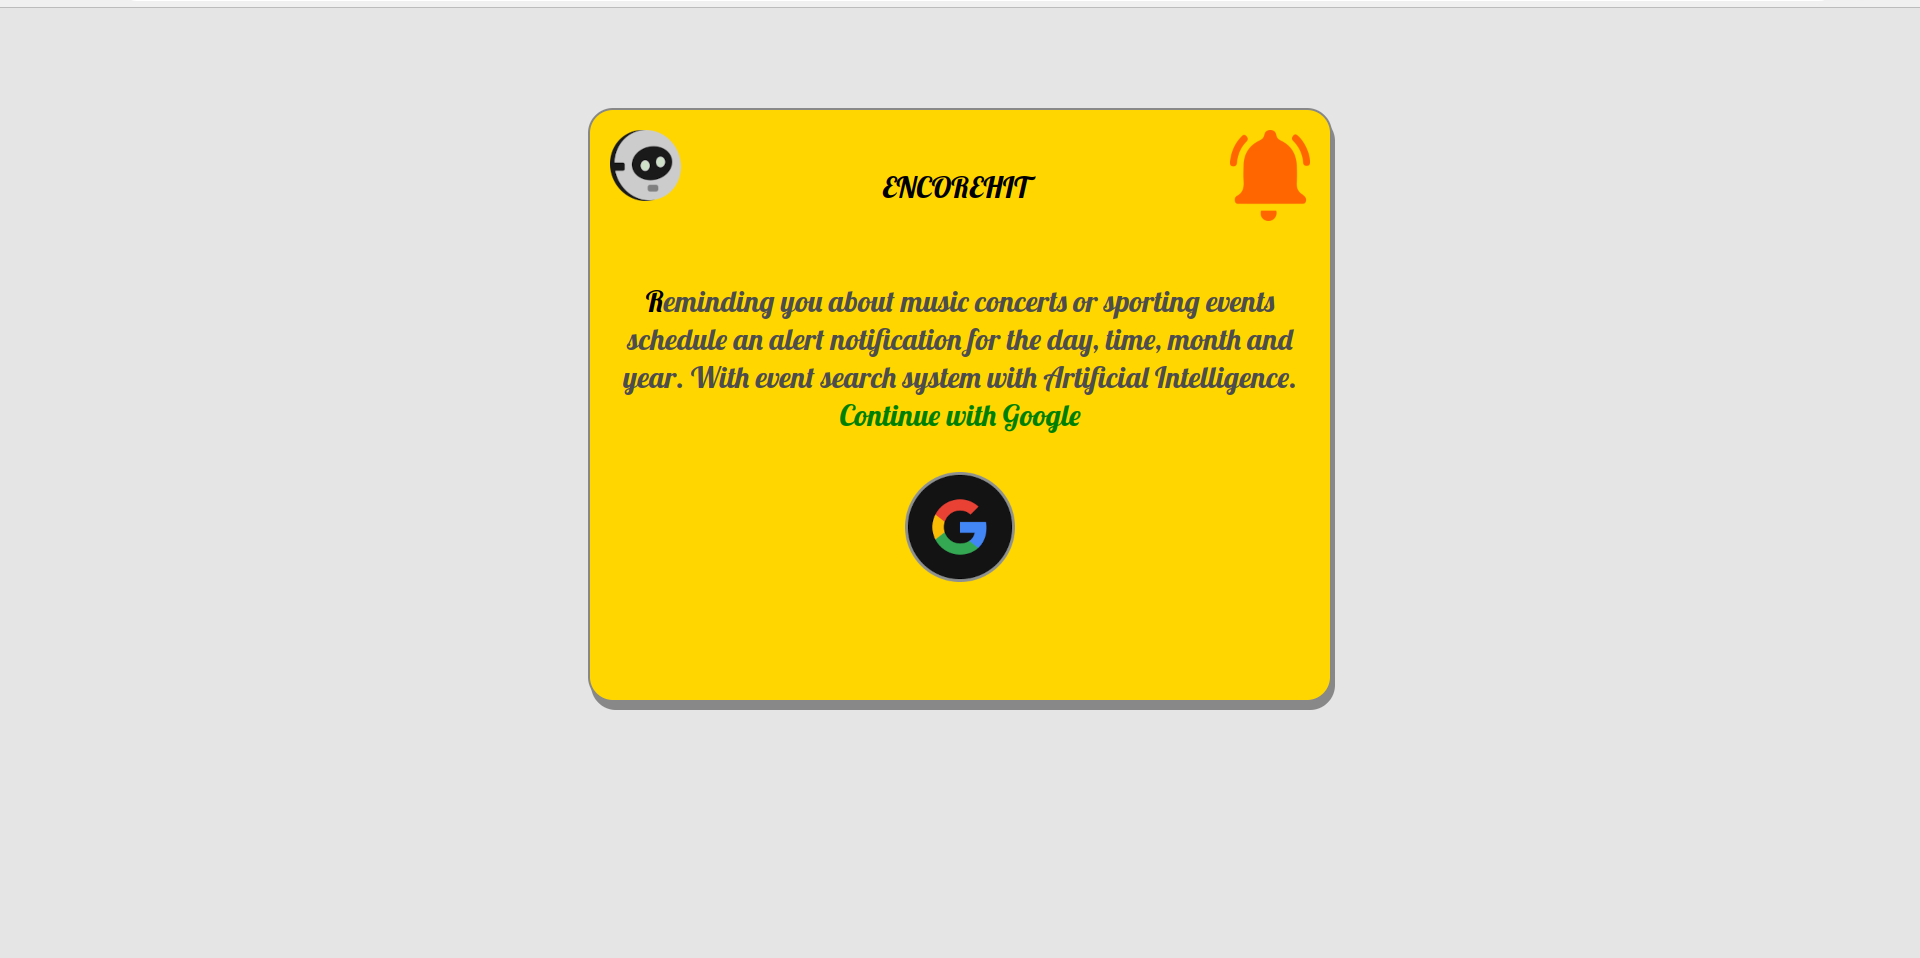 ENCOREHIT
Reminding you about music concerts or sporting events
schedule an alert notification for the day, time, month and
year. With event search system with Artificial Intelligence.
Continue with Google